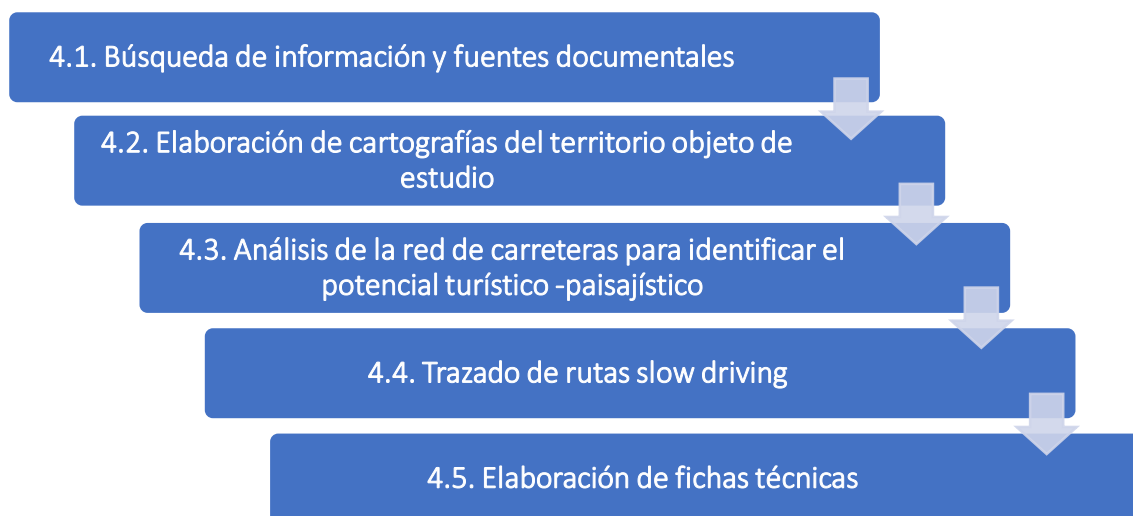 4.1. Búsqueda de información y fuentes documentales
4.2. Elaboración de cartografías del territorio objeto de
estudio
4.3. Análisis de la red de carreteras para identificar el
potencial turístico -paisajístico
4.4. Trazado de rutas slow driving
4.5. Elaboración de fichas técnicas